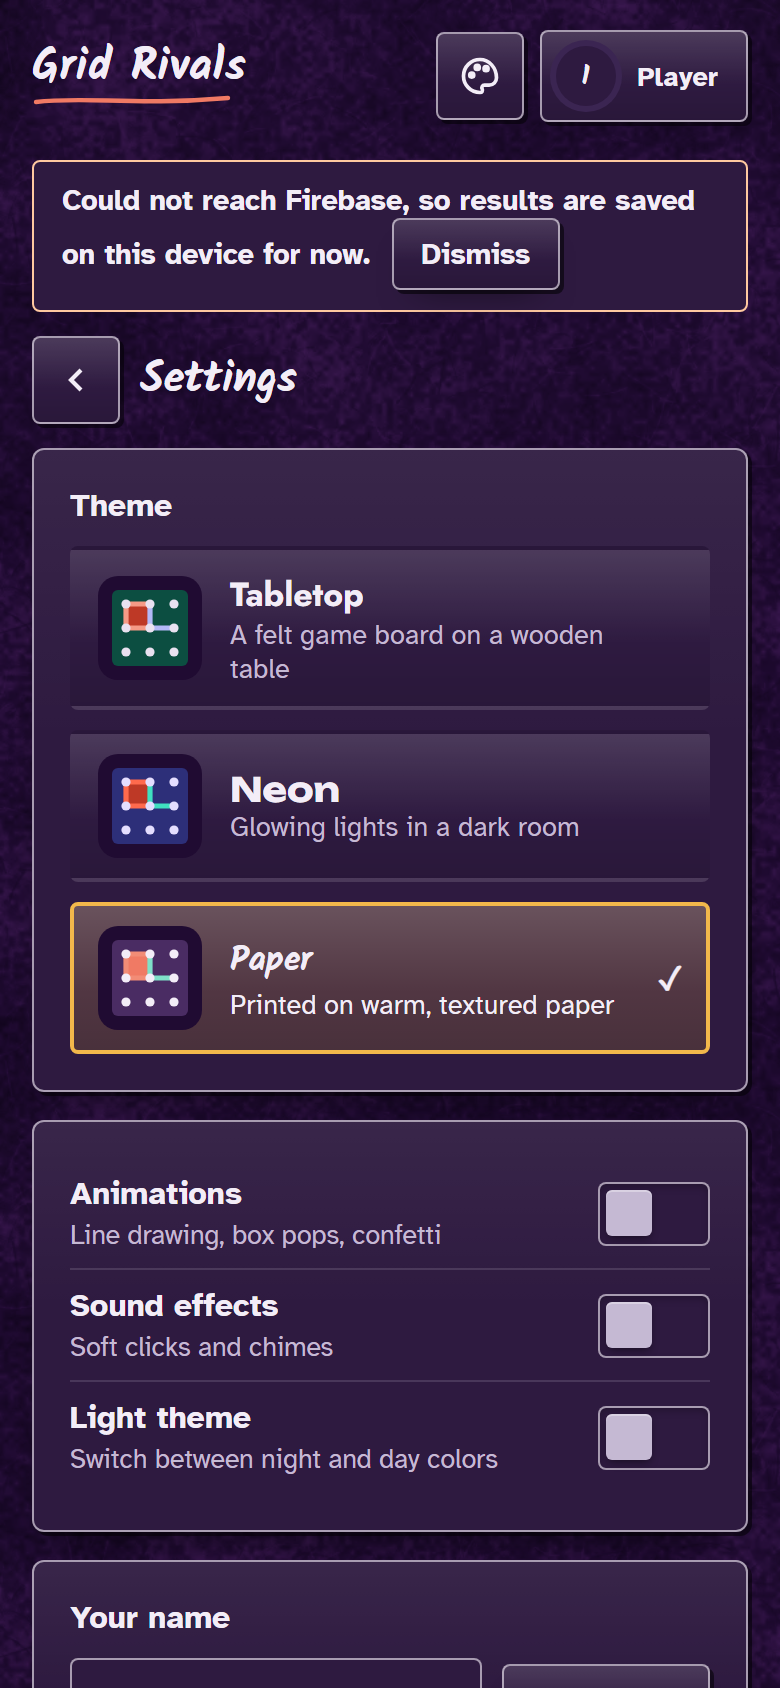 Grid Rivals
Player
Could not reach Firebase, so results are saved
on this device for now. Dismiss
Settings
Theme
Tabletop
A felt game board on a wooden
table
Neon
Glowing lights in a dark room
Paper
Printed on warm, textured paper
Animations
Line drawing, box pops, confetti
Sound effects
Soft clicks and chimes
Light theme
Switch between night and day colors
Your name